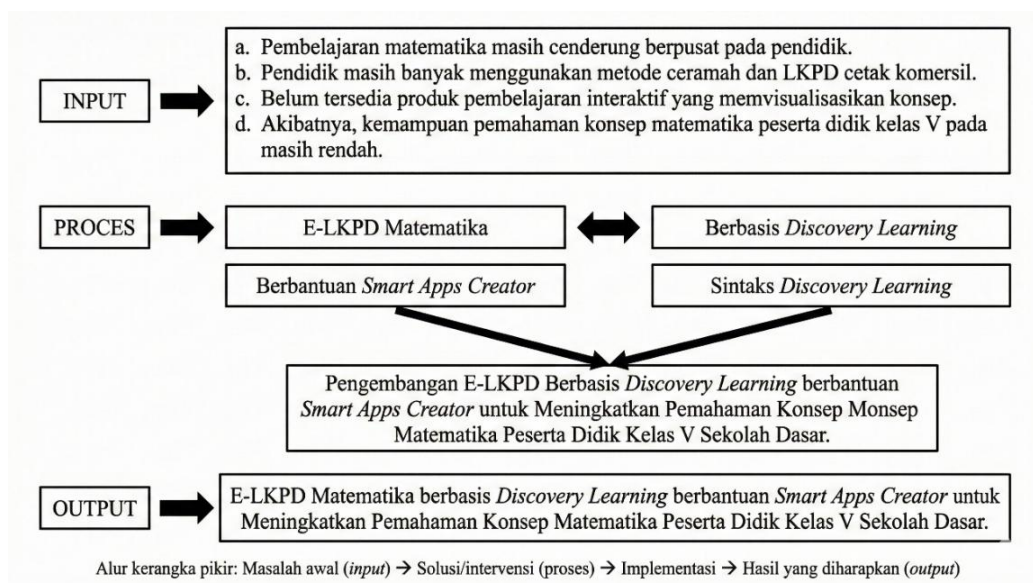 INPUT
a. Pembelajaran matematika masih cenderung berpusat pada pendidik.
b. Pendidik masih banyak menggunakan metode ceramah dan LKPD cetak komersil.
c. Belum tersedia produk pembelajaran interaktif yang memvisualisasikan konsep.
d. Akibatnya, kemampuan pemahaman konsep matematika peserta didik kelas V pada
masih rendah.
PROCES
E-LKPD Matematika
Berbasis Discovery Learning
Berbantuan Smart Apps Creator
Sintaks Discovery Learning
Pengembangan E-LKPD Berbasis Discovery Learning berbantuan
Smart Apps Creator untuk Meningkatkan Pemahaman Konsep Monsep
Matematika Peserta Didik Kelas V Sekolah Dasar.
OUTPUT
E-LKPD Matematika berbasis Discovery Learning berbantuan Smart Apps Creator untuk
Meningkatkan Pemahaman Konsep Matematika Peserta Didik Kelas V Sekolah Dasar.
Alur kerangka pikir: Masalah awal (input) → Solusi/intervensi (proses) → Implementasi → Hasil yang diharapkan (output)